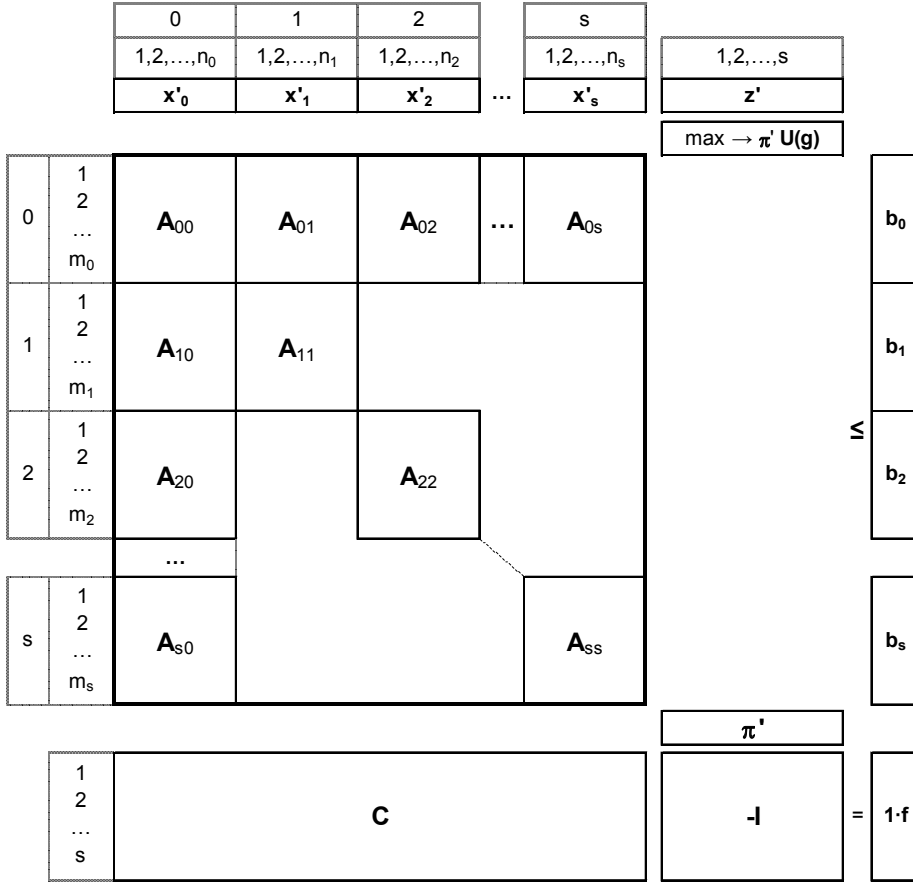 0 1 2 s
1,2,…,n₀ 1,2,…,n₁ 1,2,…,n₂ 1,2,…,nₛ 1,2,…,s
x'₀ x'₁ x'₂ … x'ₛ z'
max → π' U(g)
1
2
0 A₀₀ A₀₁ A₀₂ … A₀ₛ b₀
…
m₀
1
2
1 A₁₀ A₁₁ b₁
…
m₁
≤
1
2
2 A₂₀ A₂₂ b₂
…
m₂
…
1
2
s Aₛ₀ Aₛₛ bₛ
…
mₛ
π'
1
2
C -I = 1·f
…
s